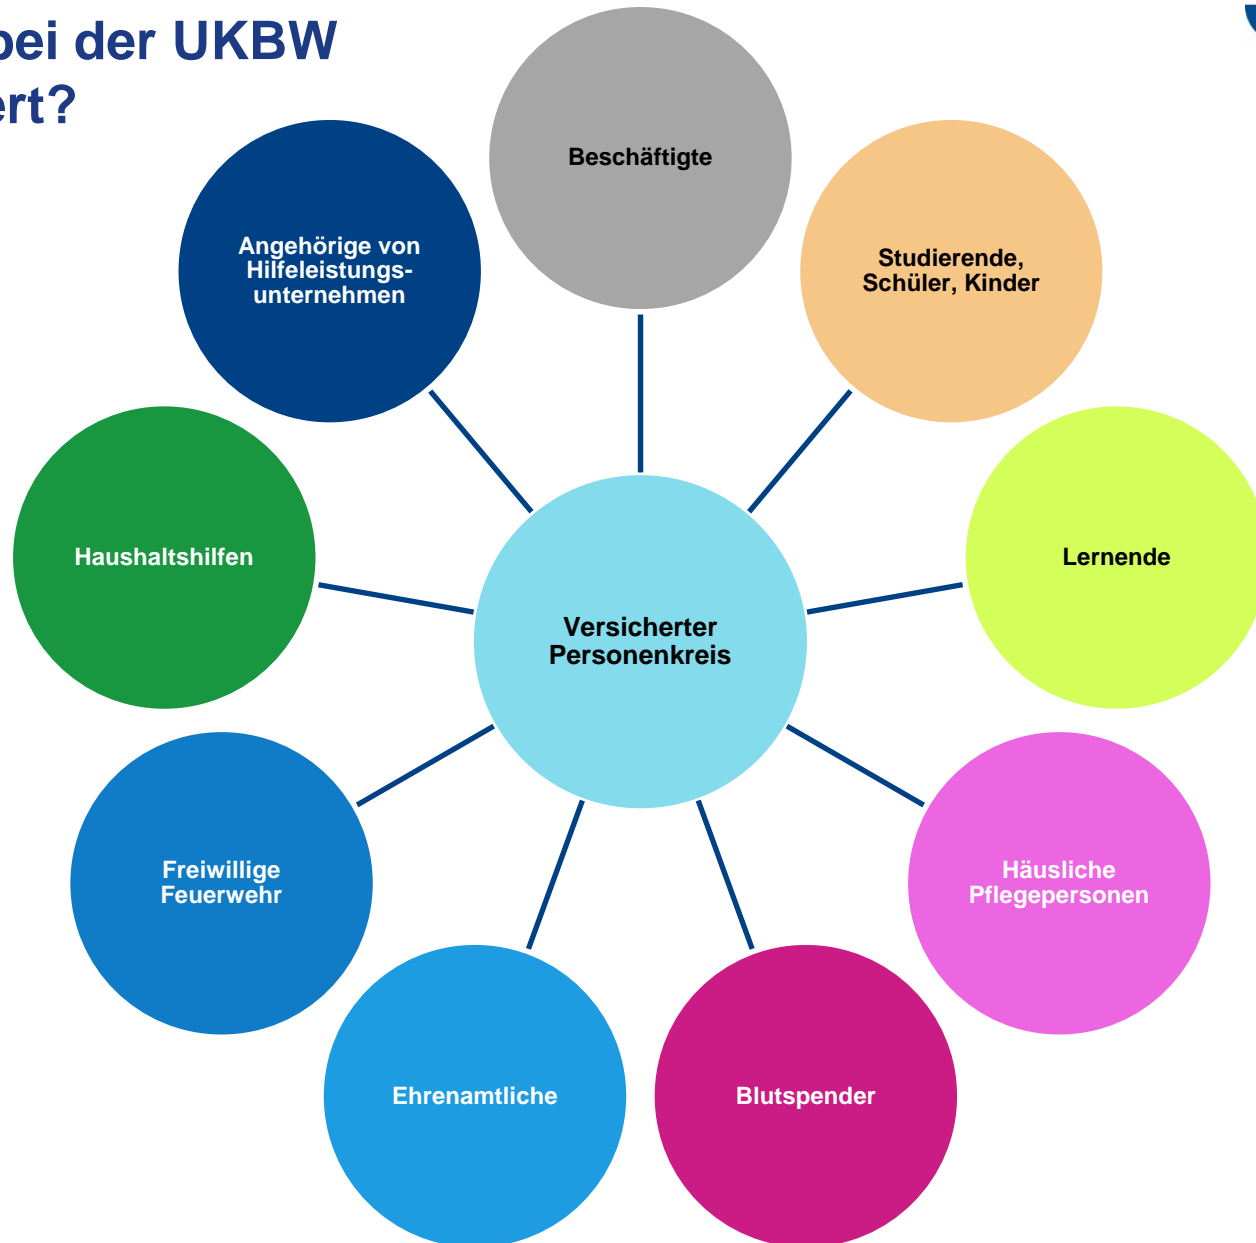 bei der UKBW
ert?
Beschäftigte
Studierende,
Schüler, Kinder
Lernende
Häusliche
Pflegepersonen
Blutspender
Ehrenamtliche
Freiwillige
Feuerwehr
Haushaltshilfen
Angehörige von
Hilfeleistungs-
unternehmen
Versicherter
Personenkreis